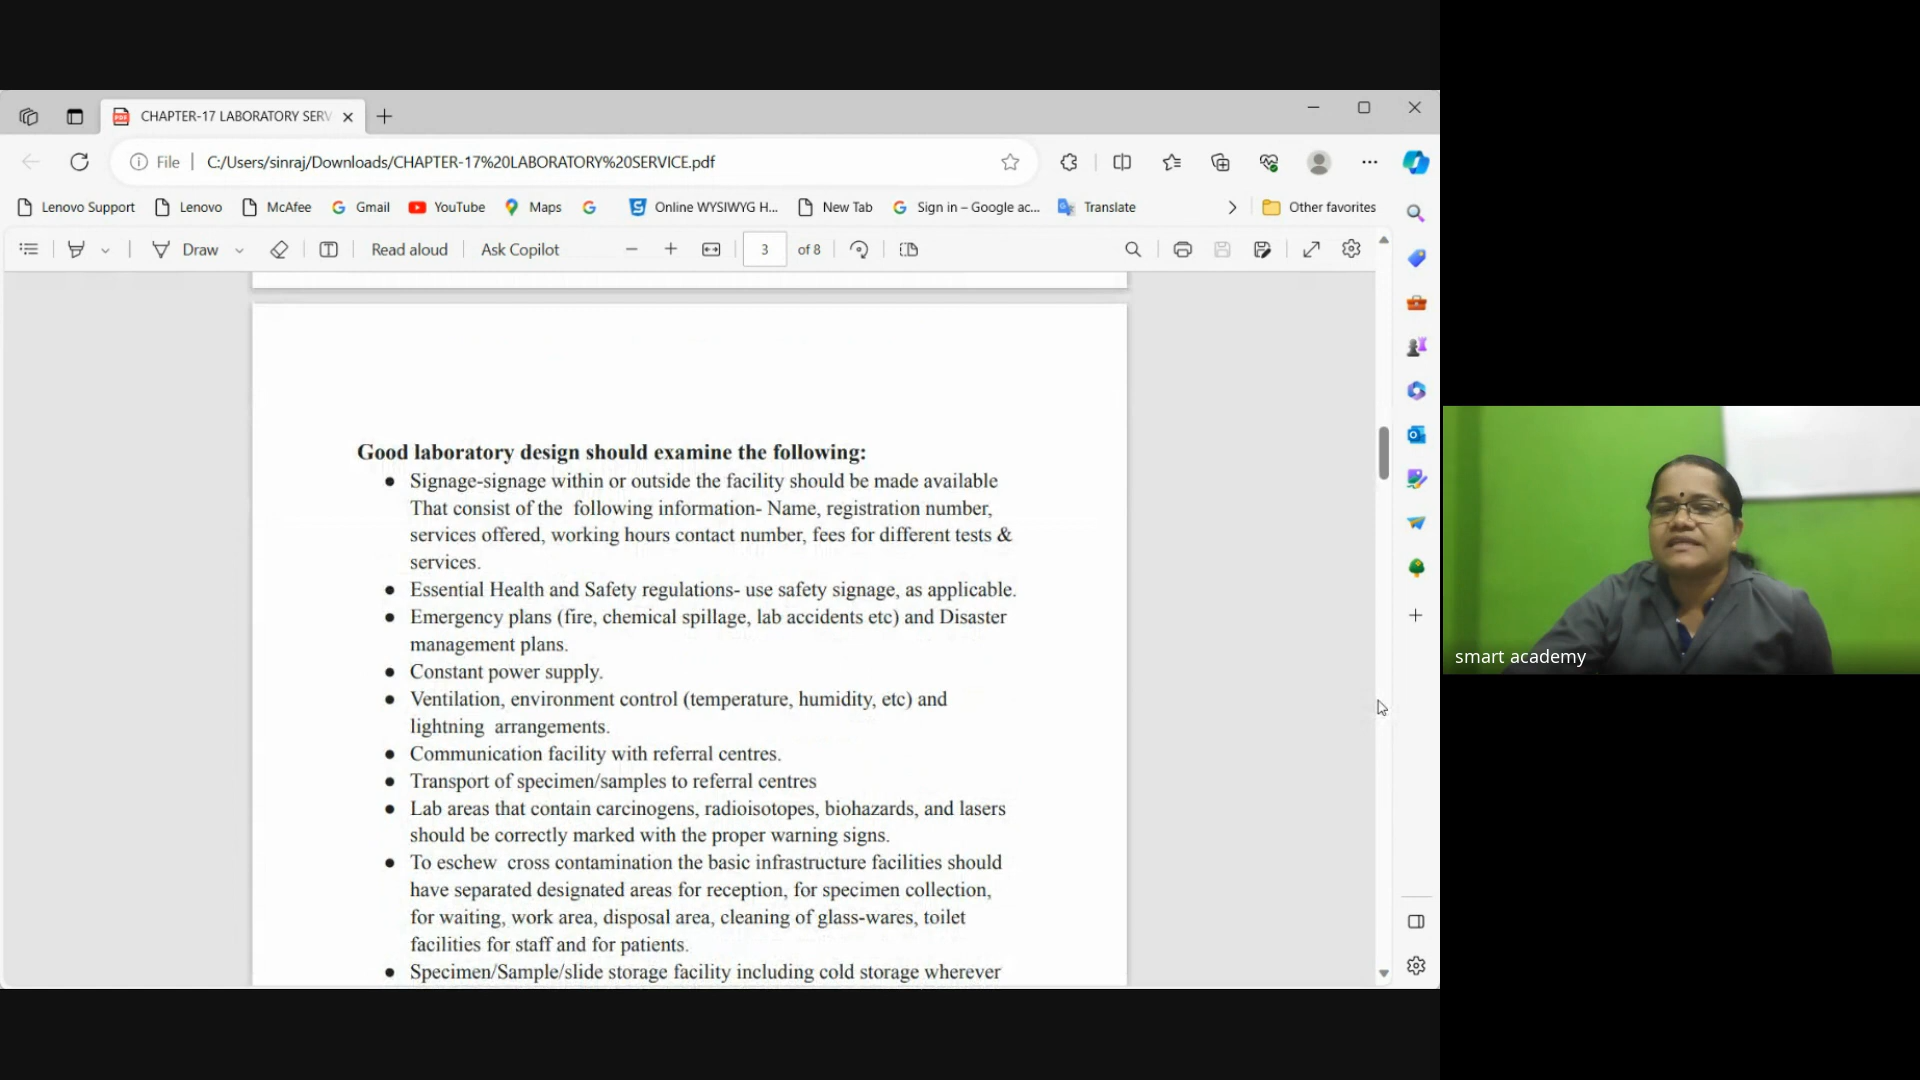 CHAPTER-17 LABORATORY SERV
File
C:/Users/sinraj/Downloads/CHAPTER-17%20LABORATORY%20SERVICE.pdf
Lenovo Support
Lenovo
McAfee
Gmail
YouTube
Maps
Online WYSIWYG H...
New Tab
Sign in – Google ac...
Translate
Other favorites
Draw
Read aloud
Ask Copilot
3
of 8
Good laboratory design should examine the following:
● Signage-signage within or outside the facility should be made available
That consist of the following information- Name, registration number,
services offered, working hours contact number, fees for different tests &
services.
● Essential Health and Safety regulations- use safety signage, as applicable.
● Emergency plans (fire, chemical spillage, lab accidents etc) and Disaster
management plans.
● Constant power supply.
● Ventilation, environment control (temperature, humidity, etc) and
lightning arrangements.
● Communication facility with referral centres.
● Transport of specimen/samples to referral centres
● Lab areas that contain carcinogens, radioisotopes, biohazards, and lasers
should be correctly marked with the proper warning signs.
● To eschew cross contamination the basic infrastructure facilities should
have separated designated areas for reception, for specimen collection,
for waiting, work area, disposal area, cleaning of glass-wares, toilet
facilities for staff and for patients.
● Specimen/Sample/slide storage facility including cold storage wherever
smart academy